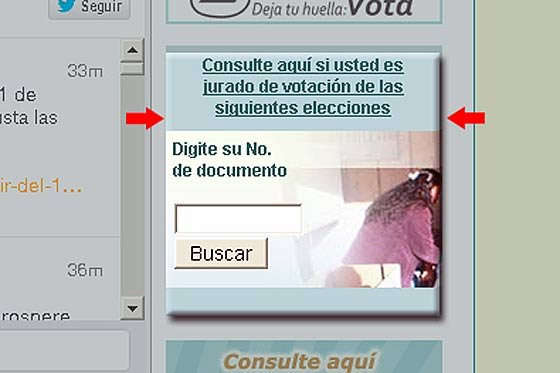 Deja tu huella: Vota
Seguir
33m
1 de
usta las
ir-del-1...
36m
Consulte aquí si usted es
jurado de votación de las
siguientes elecciones
Digite su No.
de documento
Buscar
Consulte aquí